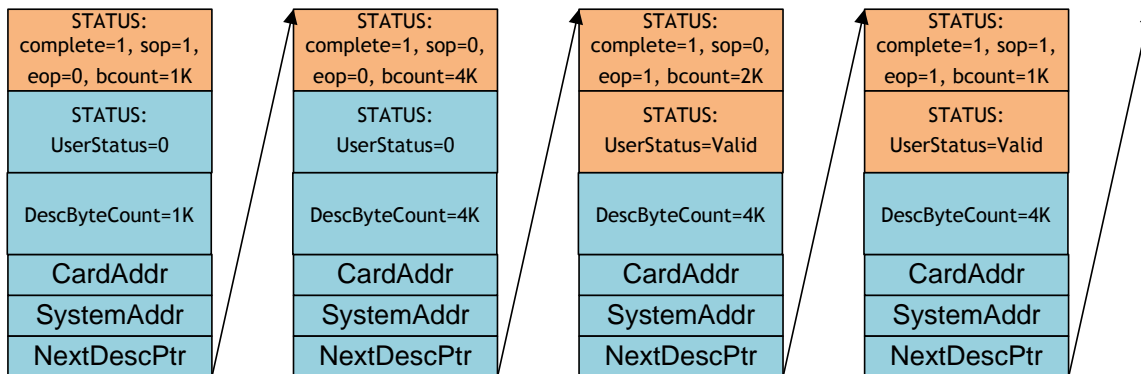 STATUS:
complete=1, sop=1,
eop=0, bcount=1K
STATUS:
UserStatus=0
DescByteCount=1K
CardAddr
SystemAddr
NextDescPtr
STATUS:
complete=1, sop=0,
eop=0, bcount=4K
STATUS:
UserStatus=0
DescByteCount=4K
CardAddr
SystemAddr
NextDescPtr
STATUS:
complete=1, sop=0,
eop=1, bcount=2K
STATUS:
UserStatus=Valid
DescByteCount=4K
CardAddr
SystemAddr
NextDescPtr
STATUS:
complete=1, sop=1,
eop=1, bcount=1K
STATUS:
UserStatus=Valid
DescByteCount=4K
CardAddr
SystemAddr
NextDescPtr